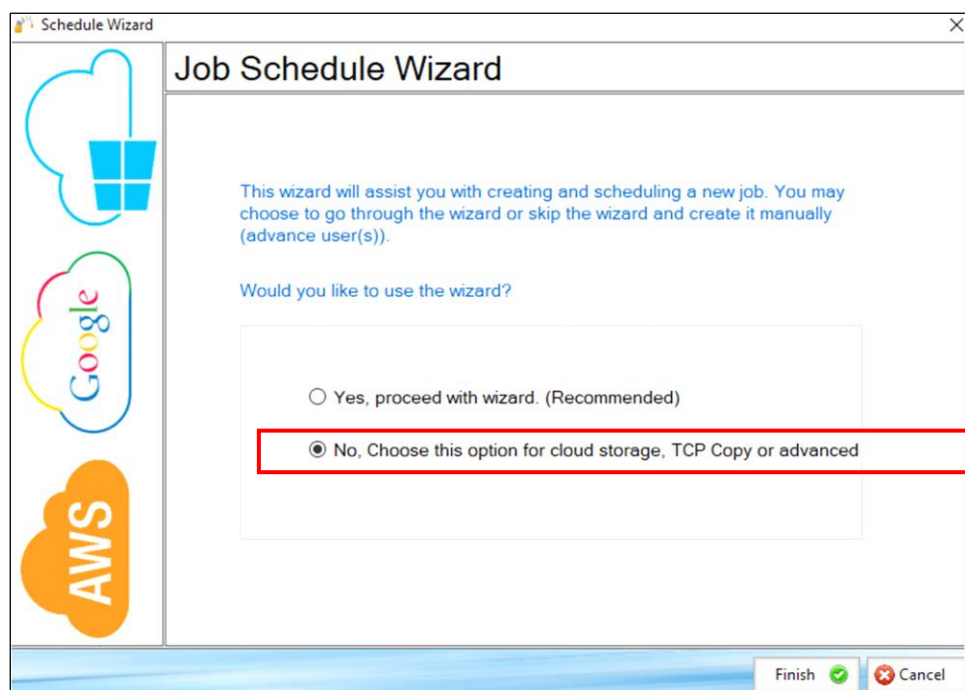 Schedule Wizard
Job Schedule Wizard
This wizard will assist you with creating and scheduling a new job. You may
choose to go through the wizard or skip the wizard and create it manually
(advance user(s)).
Would you like to use the wizard?
Yes, proceed with wizard. (Recommended)
No, Choose this option for cloud storage, TCP Copy or advanced
Google
AWS
Finish
Cancel